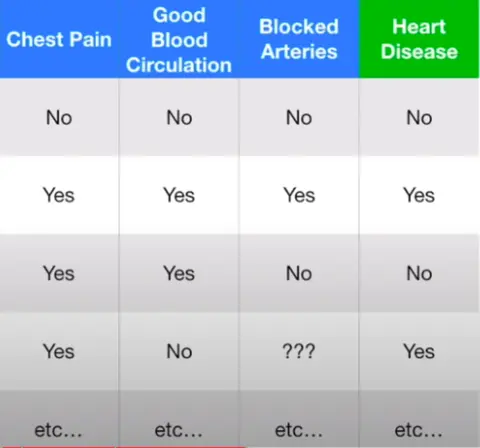 Chest Pain Good Blood Circulation Blocked Arteries Heart Disease
No No No No
Yes Yes Yes Yes
Yes Yes No No
Yes No ??? Yes
etc... etc... etc... etc...